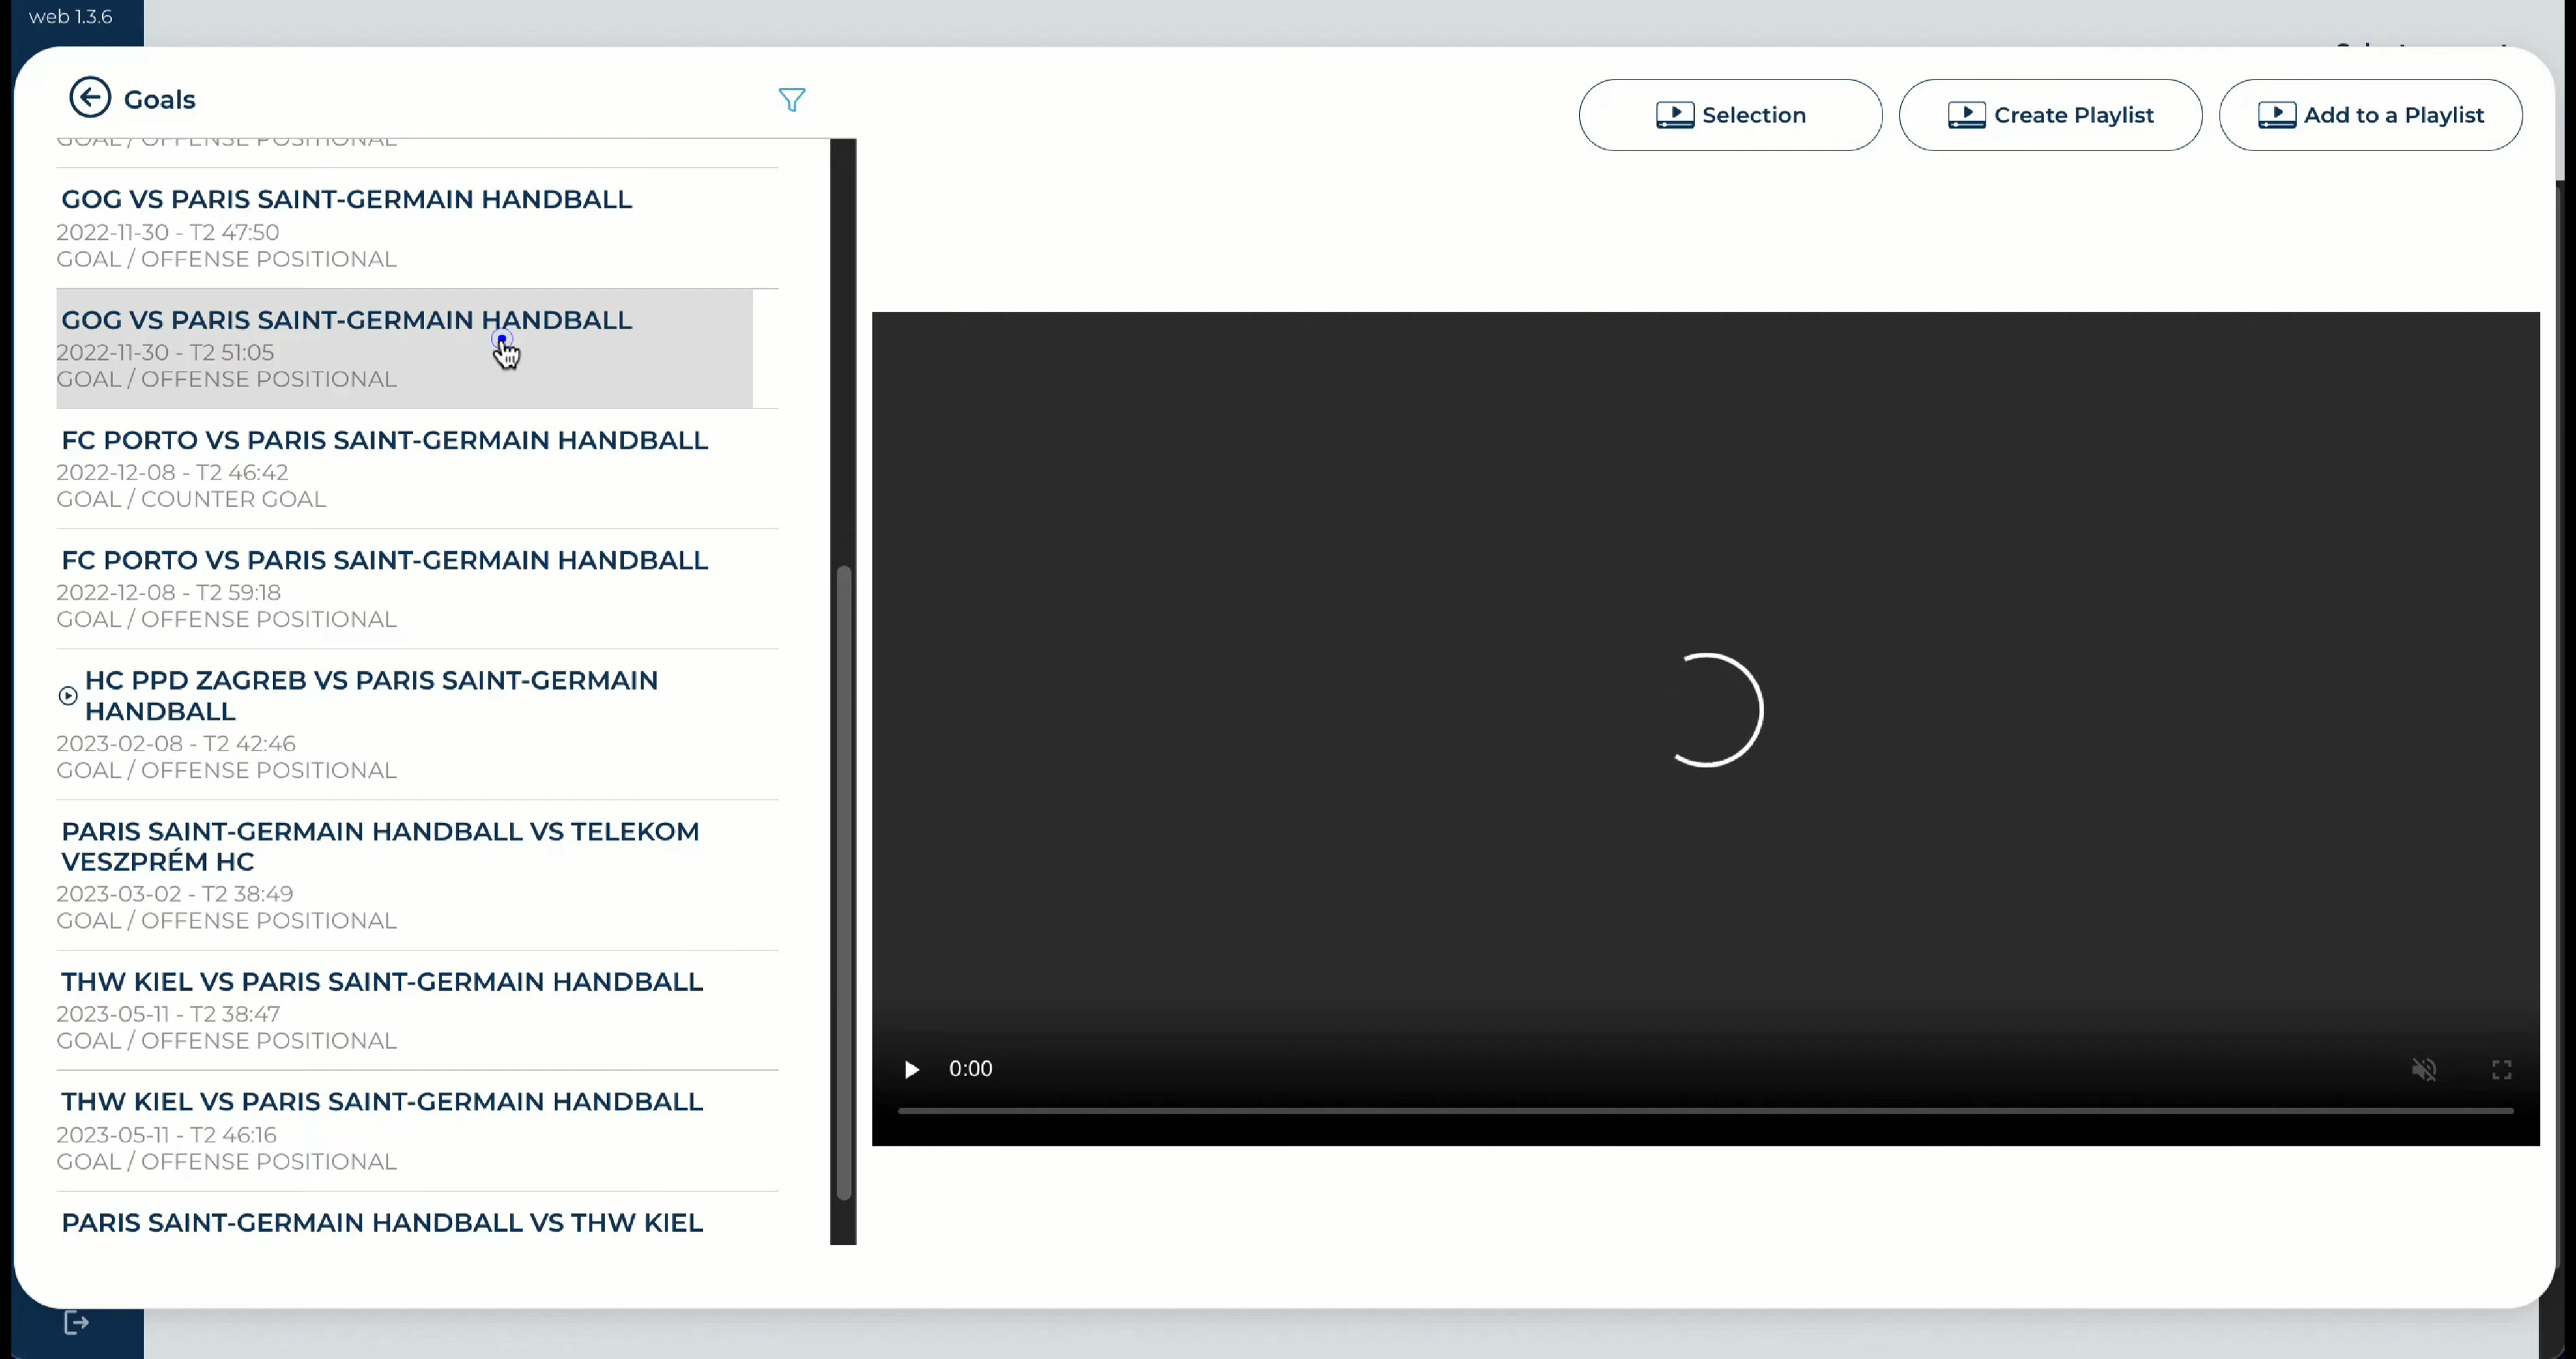 web 1.3.6
Goals
Selection
Create Playlist
Add to a Playlist
GOAL / OFFENSE POSITIONAL
GOG VS PARIS SAINT-GERMAIN HANDBALL
2022-11-30 - T2 47:50
GOAL / OFFENSE POSITIONAL
GOG VS PARIS SAINT-GERMAIN HANDBALL
2022-11-30 - T2 51:05
GOAL / OFFENSE POSITIONAL
FC PORTO VS PARIS SAINT-GERMAIN HANDBALL
2022-12-08 - T2 46:42
GOAL / COUNTER GOAL
FC PORTO VS PARIS SAINT-GERMAIN HANDBALL
2022-12-08 - T2 59:18
GOAL / OFFENSE POSITIONAL
HC PPD ZAGREB VS PARIS SAINT-GERMAIN
HANDBALL
2023-02-08 - T2 42:46
GOAL / OFFENSE POSITIONAL
PARIS SAINT-GERMAIN HANDBALL VS TELEKOM
VESZPRÉM HC
2023-03-02 - T2 38:49
GOAL / OFFENSE POSITIONAL
THW KIEL VS PARIS SAINT-GERMAIN HANDBALL
2023-05-11 - T2 38:47
GOAL / OFFENSE POSITIONAL
THW KIEL VS PARIS SAINT-GERMAIN HANDBALL
2023-05-11 - T2 46:16
GOAL / OFFENSE POSITIONAL
PARIS SAINT-GERMAIN HANDBALL VS THW KIEL
0:00